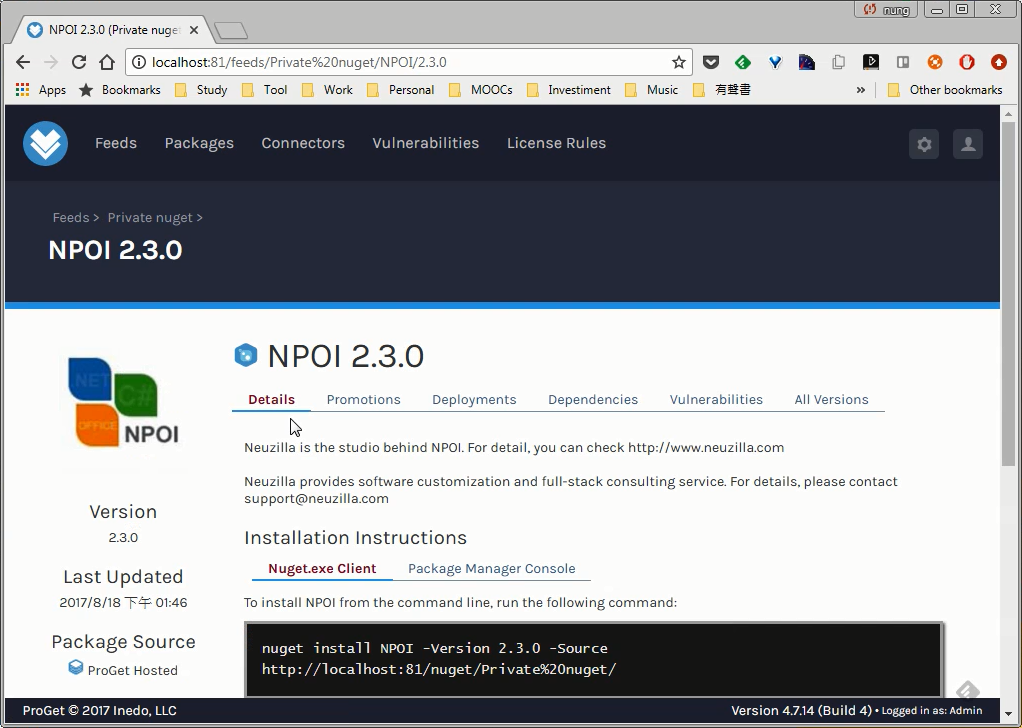 nung
NPOI 2.3.0 (Private nuget
localhost:81/feeds/Private%20nuget/NPOI/2.3.0
Apps Bookmarks Study Tool Work Personal MOOCs Investiment Music 有聲書 » Other bookmarks
Feeds Packages Connectors Vulnerabilities License Rules
Feeds > Private nuget >
NPOI 2.3.0
.NET
C#
OFFICE
NPOI
NPOI 2.3.0
Details Promotions Deployments Dependencies Vulnerabilities All Versions
Neuzilla is the studio behind NPOI. For detail, you can check http://www.neuzilla.com
Neuzilla provides software customization and full-stack consulting service. For details, please contact
support@neuzilla.com
Version
2.3.0
Last Updated
2017/8/18 下午 01:46
Package Source
ProGet Hosted
Installation Instructions
Nuget.exe Client Package Manager Console
To install NPOI from the command line, run the following command:
nuget install NPOI -Version 2.3.0 -Source
http://localhost:81/nuget/Private%20nuget/
ProGet © 2017 Inedo, LLC
Version 4.7.14 (Build 4) • Logged in as: Admin